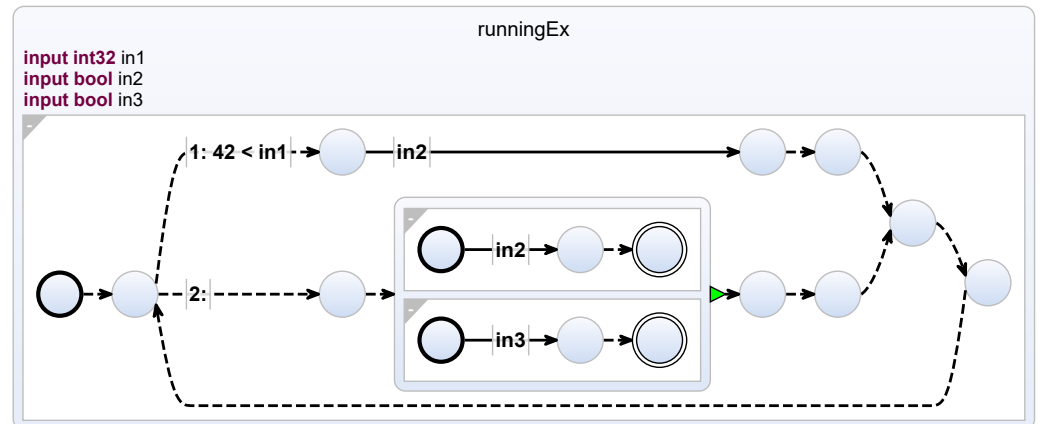 runningEx
input int32 in1
input bool in2
input bool in3
-
1: 42 < in1
in2
-
in2
2:
-
in3